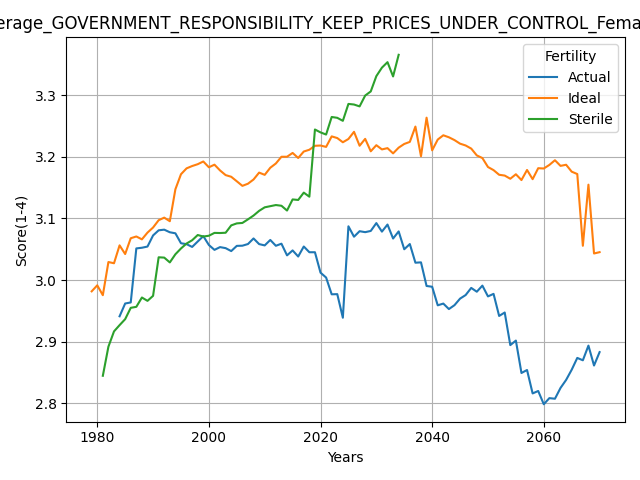 erage_GOVERNMENT_RESPONSIBILITY_KEEP_PRICES_UNDER_CONTROL_Fema
Fertility
Actual
Ideal
Sterile
Score(1-4)
3.3
3.2
3.1
3.0
2.9
2.8
1980 2000 2020 2040 2060
Years